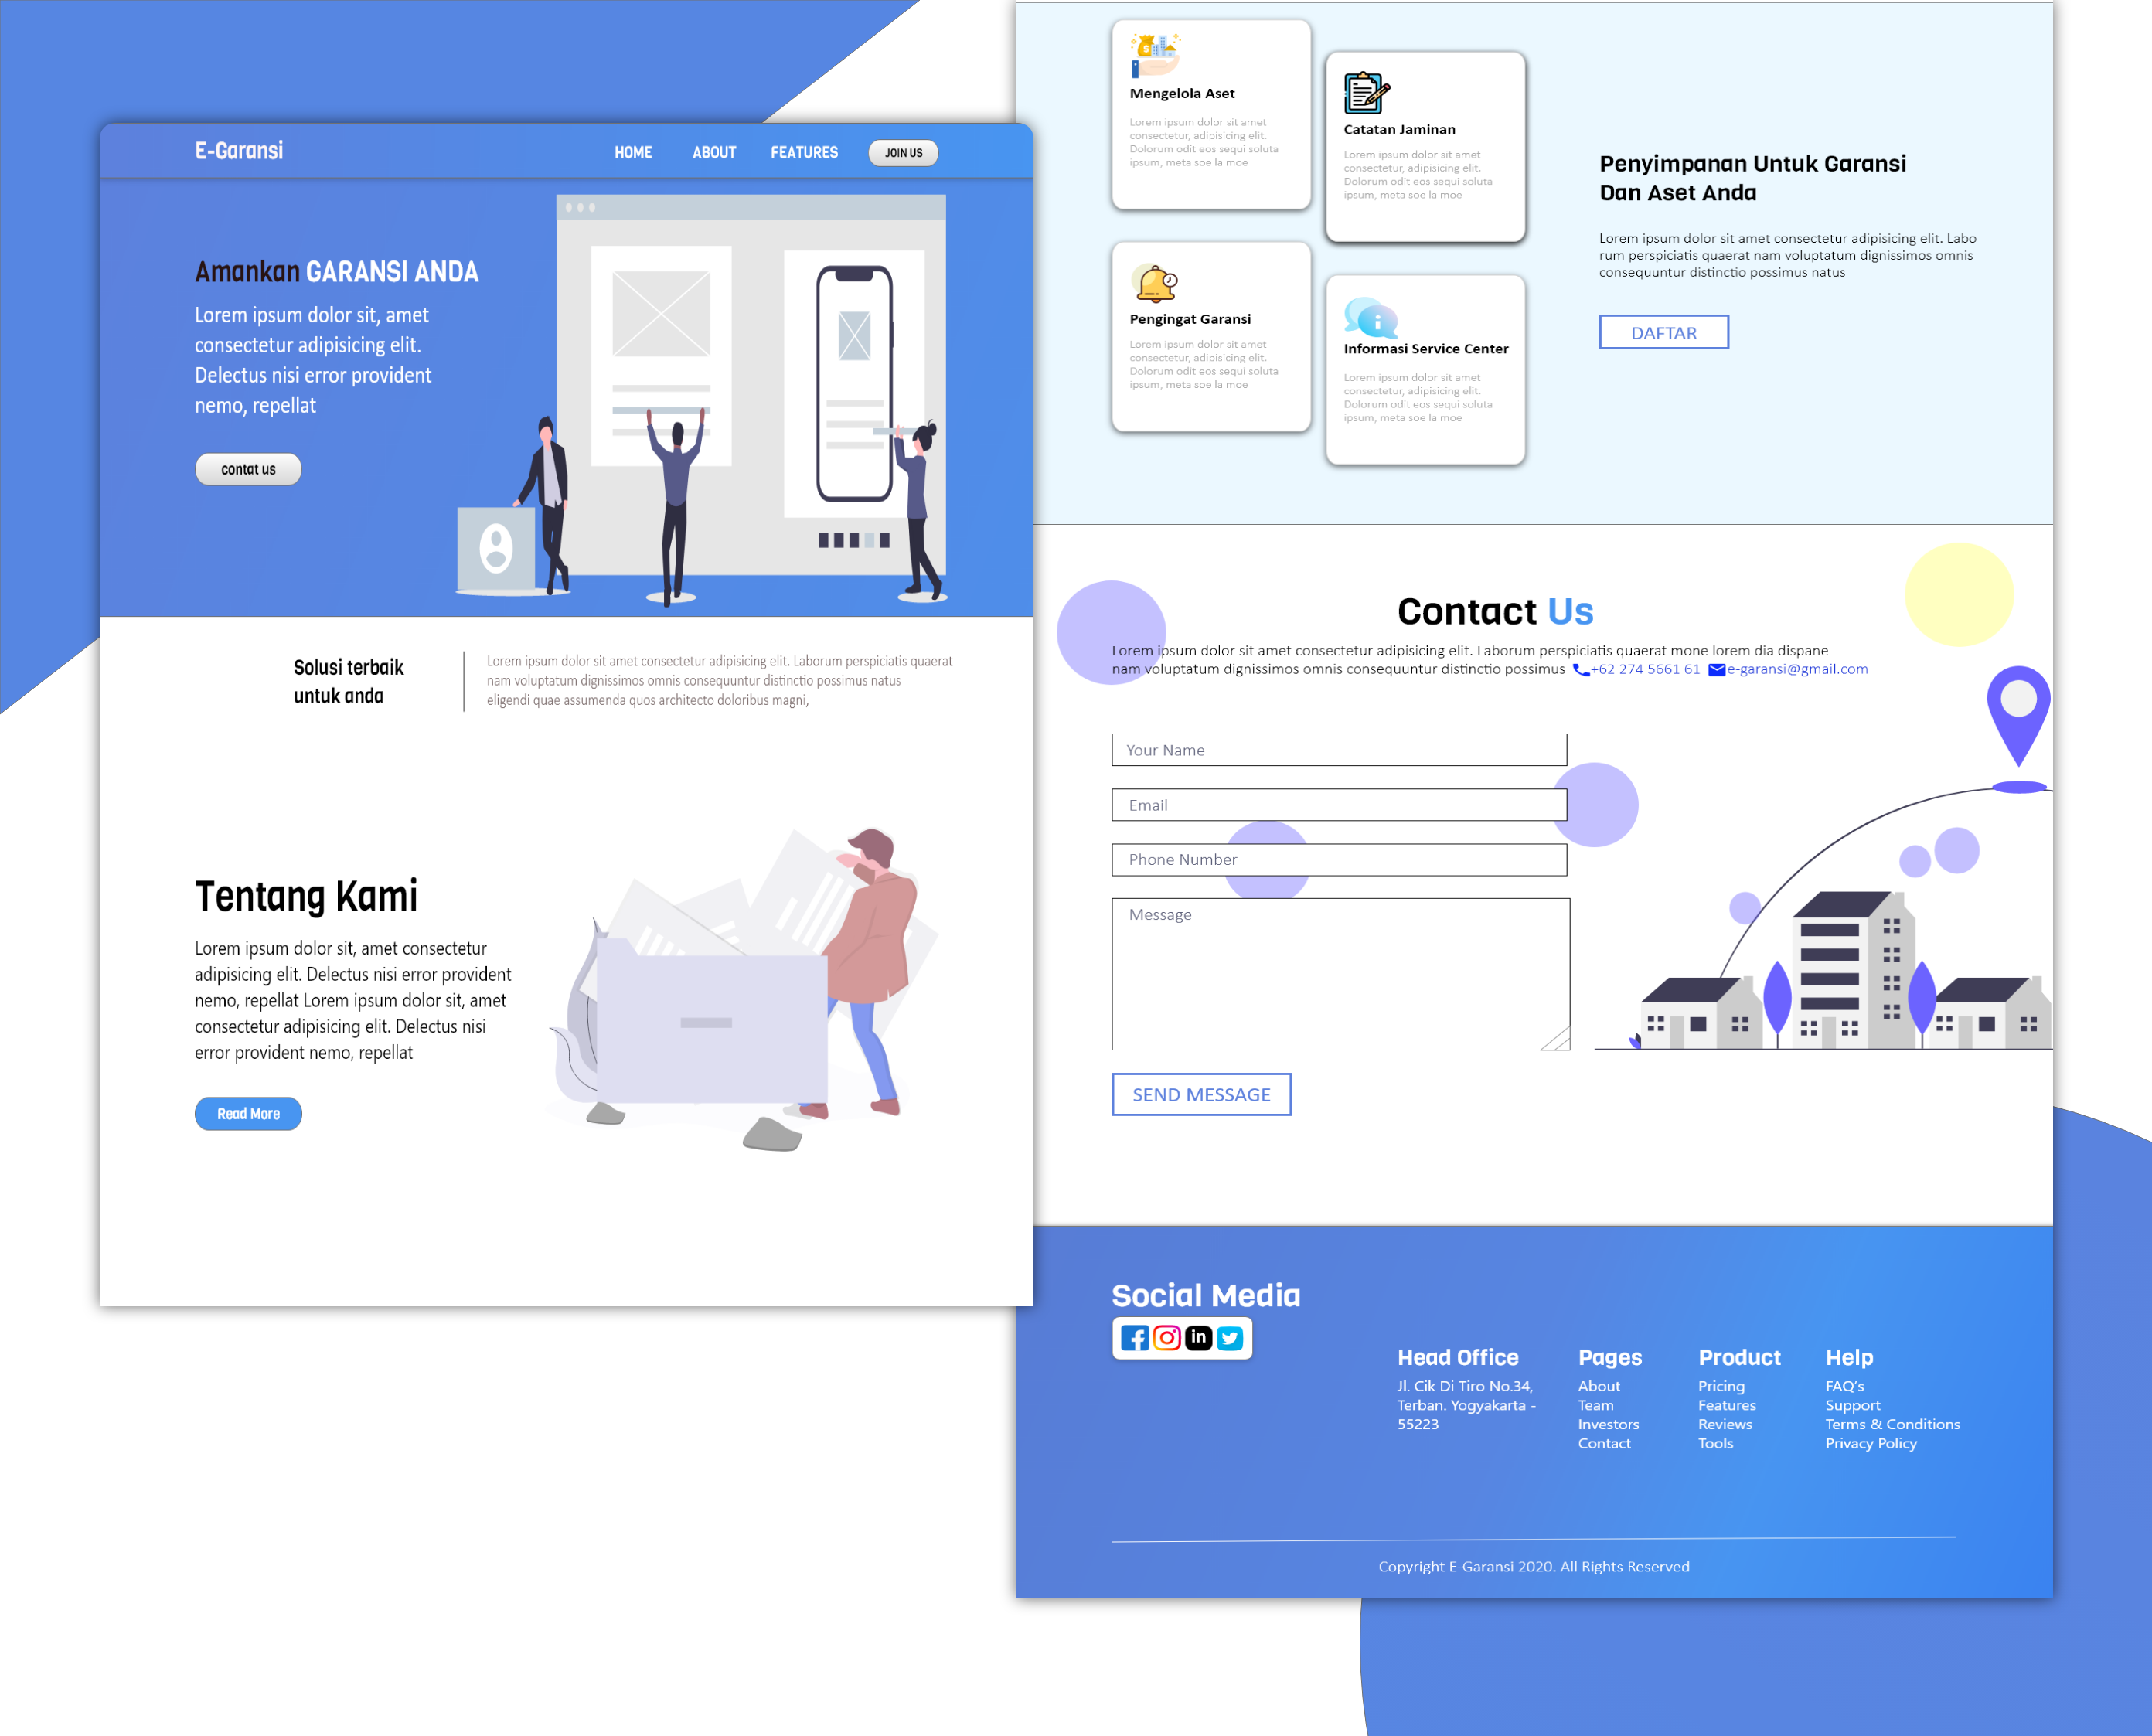 E-Garansi
HOME ABOUT FEATURES JOIN US
Amankan GARANSI ANDA
Lorem ipsum dolor sit, amet
consectetur adipisicing elit.
Delectus nisi error provident
nemo, repellat
contat us
Solusi terbaik
untuk anda
Lorem ipsum dolor sit amet consectetur adipisicing elit. Laborum perspiciatis quaerat
nam voluptatum dignissimos omnis consequuntur distinctio possimus natus
eligendi quae assumenda quos architecto doloribus magni,
Tentang Kami
Lorem ipsum dolor sit, amet consectetur
adipisicing elit. Delectus nisi error provident
nemo, repellat Lorem ipsum dolor sit, amet
consectetur adipisicing elit. Delectus nisi
error provident nemo, repellat
Read More
Mengelola Aset
Lorem ipsum dolor sit amet
consectetur, adipisicing elit.
Dolorum odit eos sequi soluta
ipsum, meta soe la moe
Catatan Jaminan
Lorem ipsum dolor sit amet
consectetur, adipisicing elit.
Dolorum odit eos sequi soluta
ipsum, meta soe la moe
Pengingat Garansi
Lorem ipsum dolor sit amet
consectetur, adipisicing elit.
Dolorum odit eos sequi soluta
ipsum, meta soe la moe
Informasi Service Center
Lorem ipsum dolor sit amet
consectetur, adipisicing elit.
Dolorum odit eos sequi soluta
ipsum, meta soe la moe
Penyimpanan Untuk Garansi
Dan Aset Anda
Lorem ipsum dolor sit amet consectetur adipisicing elit. Labo
rum perspiciatis quaerat nam voluptatum dignissimos omnis
consequuntur distinctio possimus natus
DAFTAR
Contact Us
Lorem ipsum dolor sit amet consectetur adipisicing elit. Laborum perspiciatis quaerat mone lorem dia dispane
nam voluptatum dignissimos omnis consequuntur distinctio possimus +62 274 5661 61 e-garansi@gmail.com
Your Name
Email
Phone Number
Message
SEND MESSAGE
Social Media
Head Office
Jl. Cik Di Tiro No.34,
Terban. Yogyakarta -
55223
Pages
About
Team
Investors
Contact
Product
Pricing
Features
Reviews
Tools
Help
FAQ's
Support
Terms & Conditions
Privacy Policy
Copyright E-Garansi 2020. All Rights Reserved